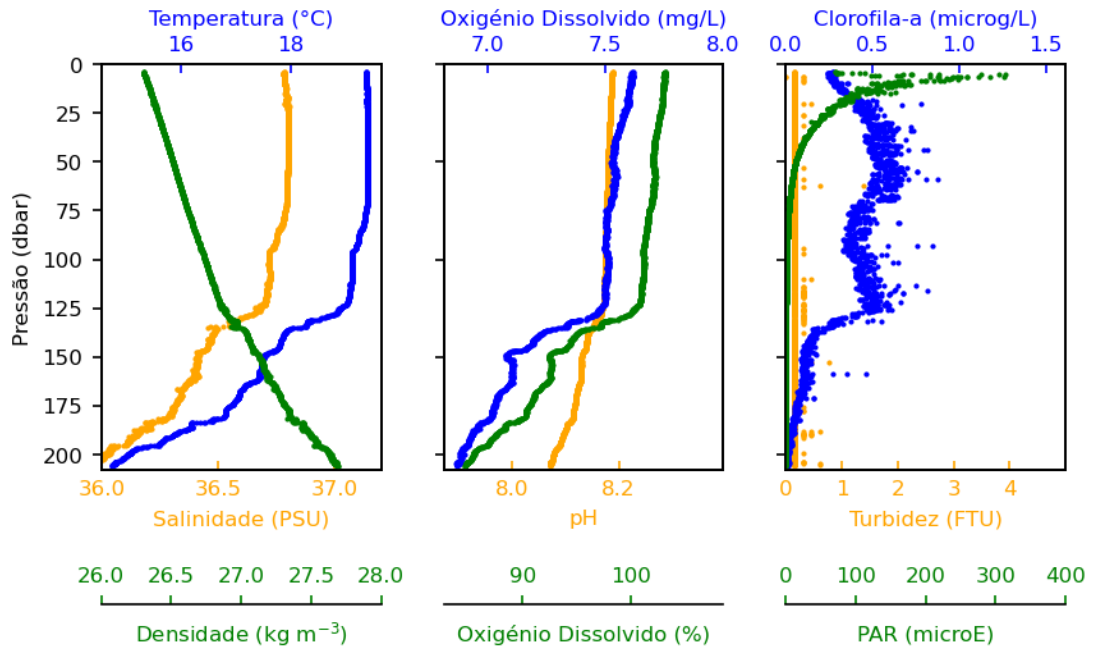 Temperatura (°C)
16 18
Oxigénio Dissolvido (mg/L)
7.0 7.5 8.0
Clorofila-a (microg/L)
0.0 0.5 1.0 1.5
Pressão (dbar)
0
25
50
75
100
125
150
175
200
36.0 36.5 37.0
Salinidade (PSU)
8.0 8.2
pH
0 1 2 3 4
Turbidez (FTU)
26.0 26.5 27.0 27.5 28.0
Densidade (kg m⁻³)
90 100
Oxigénio Dissolvido (%)
0 100 200 300 400
PAR (microE)